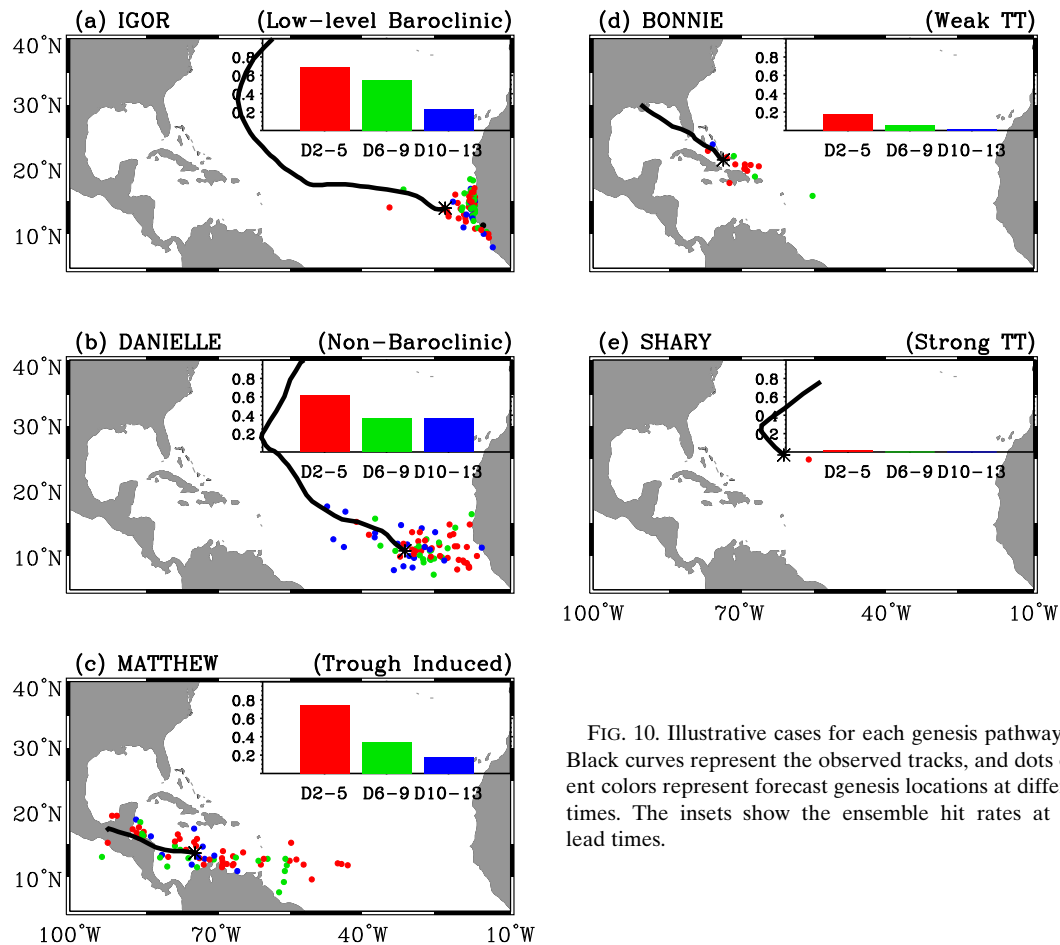 (a) IGOR (Low-level Baroclinic)
40°N
30°N
20°N
10°N
0.8
0.6
0.4
0.2
D2-5 D6-9 D10-13
(b) DANIELLE (Non-Baroclinic)
40°N
30°N
20°N
10°N
0.8
0.6
0.4
0.2
D2-5 D6-9 D10-13
(c) MATTHEW (Trough Induced)
40°N
30°N
20°N
10°N
0.8
0.6
0.4
0.2
D2-5 D6-9 D10-13
100°W 70°W 40°W 10°W
(d) BONNIE (Weak TT)
0.8
0.6
0.4
0.2
D2-5 D6-9 D10-13
(e) SHARY (Strong TT)
0.8
0.6
0.4
0.2
D2-5 D6-9 D10-13
100°W 70°W 40°W 10°W
FIG. 10. Illustrative cases for each genesis pathway
Black curves represent the observed tracks, and dots
ent colors represent forecast genesis locations at diffe
times. The insets show the ensemble hit rates at
lead times.